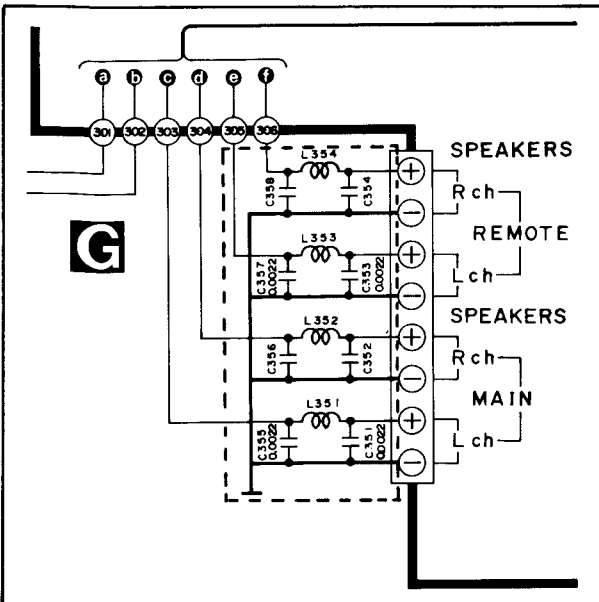 a b c d e f
301 302 303 304 305 306
L354
C358 C354
+ SPEAKERS
− Rch
REMOTE
L353
C357 0.0022 C353 0.0022
+ Lch
−
G
L352
C356 C352
SPEAKERS
+ Rch
−
MAIN
L351
C355 0.0022 C351 0.0022
+ Lch
−